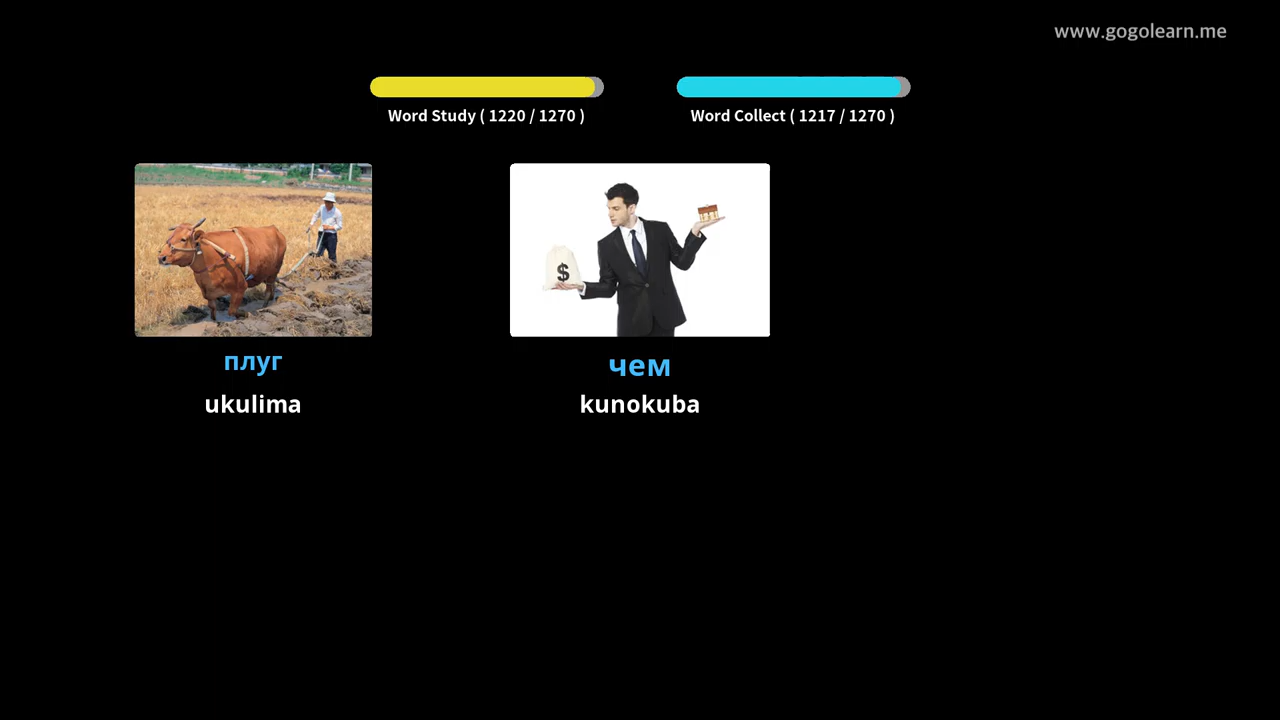 www.gogolearn.me
Word Study ( 1220 / 1270 )
Word Collect ( 1217 / 1270 )
$
плуг
чем
ukulima
kunokuba